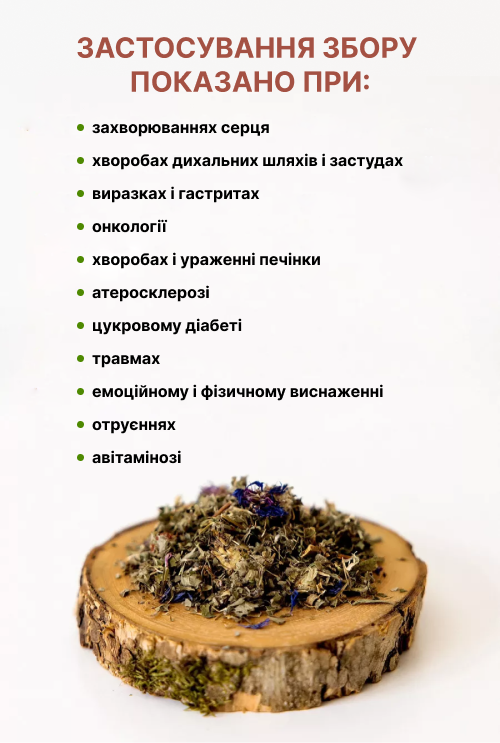 ЗАСТОСУВАННЯ ЗБОРУ
ПОКАЗАНО ПРИ:
захворюваннях серця
хворобах дихальних шляхів і застудах
виразках і гастритах
онкології
хворобах і ураженні печінки
атеросклерозі
цукровому діабеті
травмах
емоційному і фізичному виснаженні
отруєннях
авітамінозі